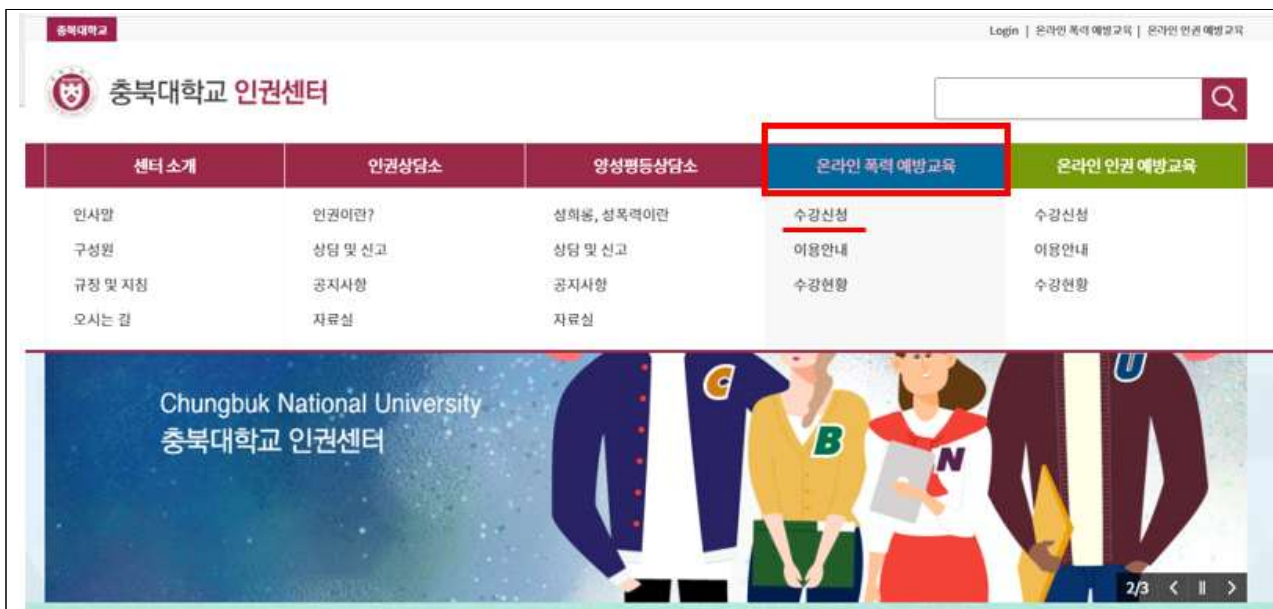 충북대학교
Login | 온라인 폭력 예방교육 | 온라인 인권 예방교육
충북대학교 인권센터
센터 소개 인권상담소 양성평등상담소 온라인 폭력 예방교육 온라인 인권 예방교육
인사말 인권이란? 성희롱, 성폭력이란 수강신청 수강신청
구성원 상담 및 신고 상담 및 신고 이용안내 이용안내
규정 및 지침 공지사항 공지사항 수강현황 수강현황
오시는 길 자료실 자료실
Chungbuk National University
충북대학교 인권센터
C B N U
2/3